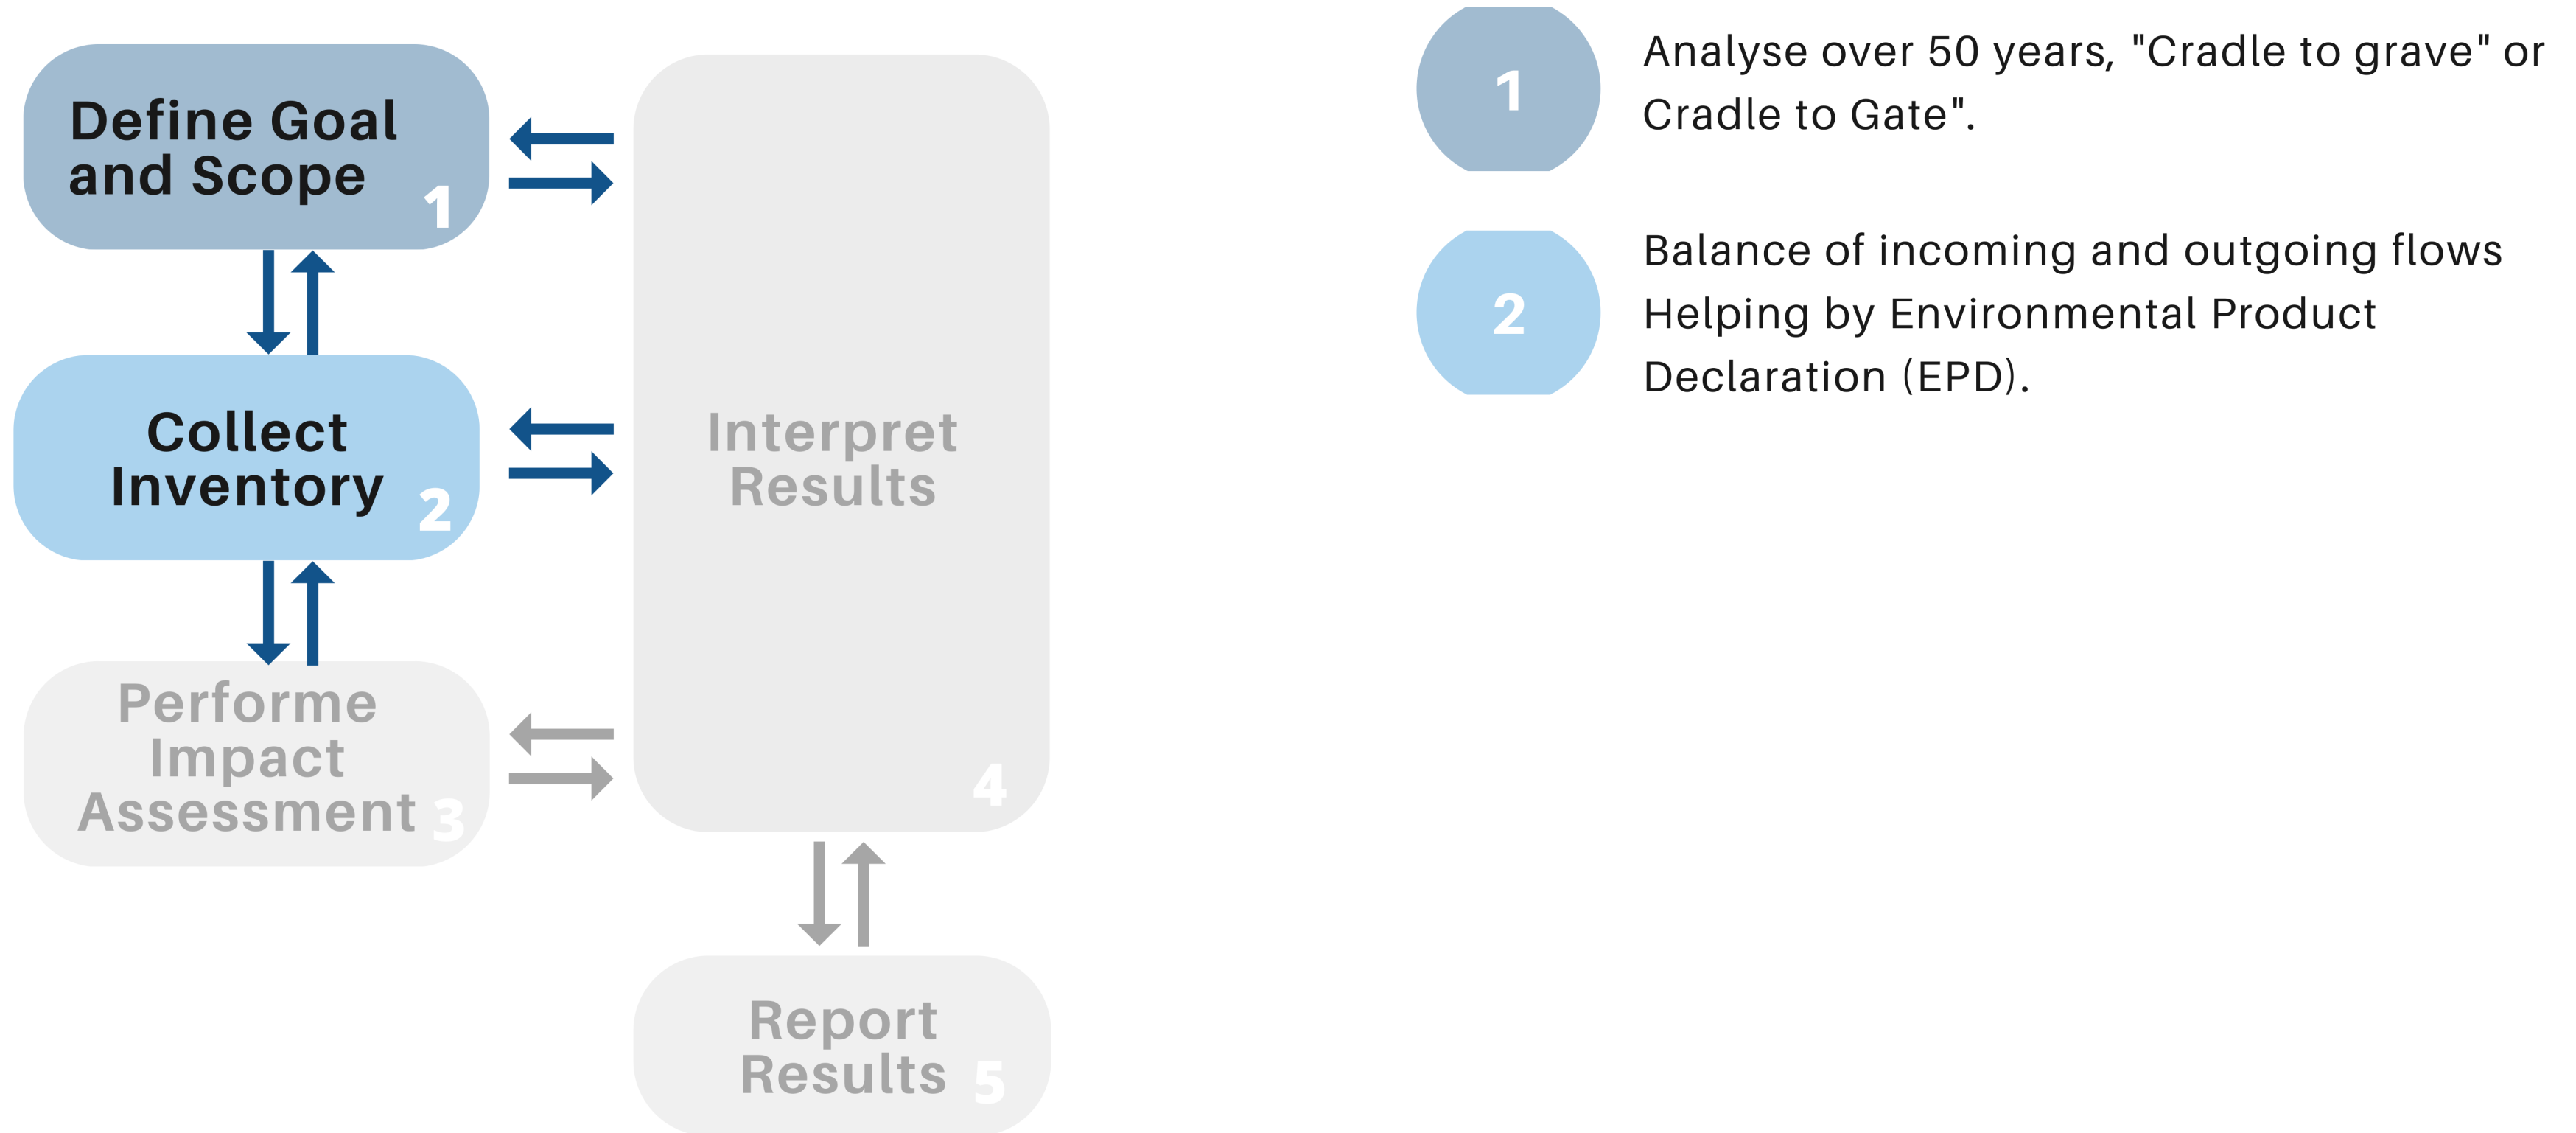 Define Goal
and Scope
1
Collect
Inventory
2
Performe
Impact
Assessment
3
Interpret
Results
4
Report
Results
5
1
Analyse over 50 years, "Cradle to grave" or
Cradle to Gate".
2
Balance of incoming and outgoing flows
Helping by Environmental Product
Declaration (EPD).